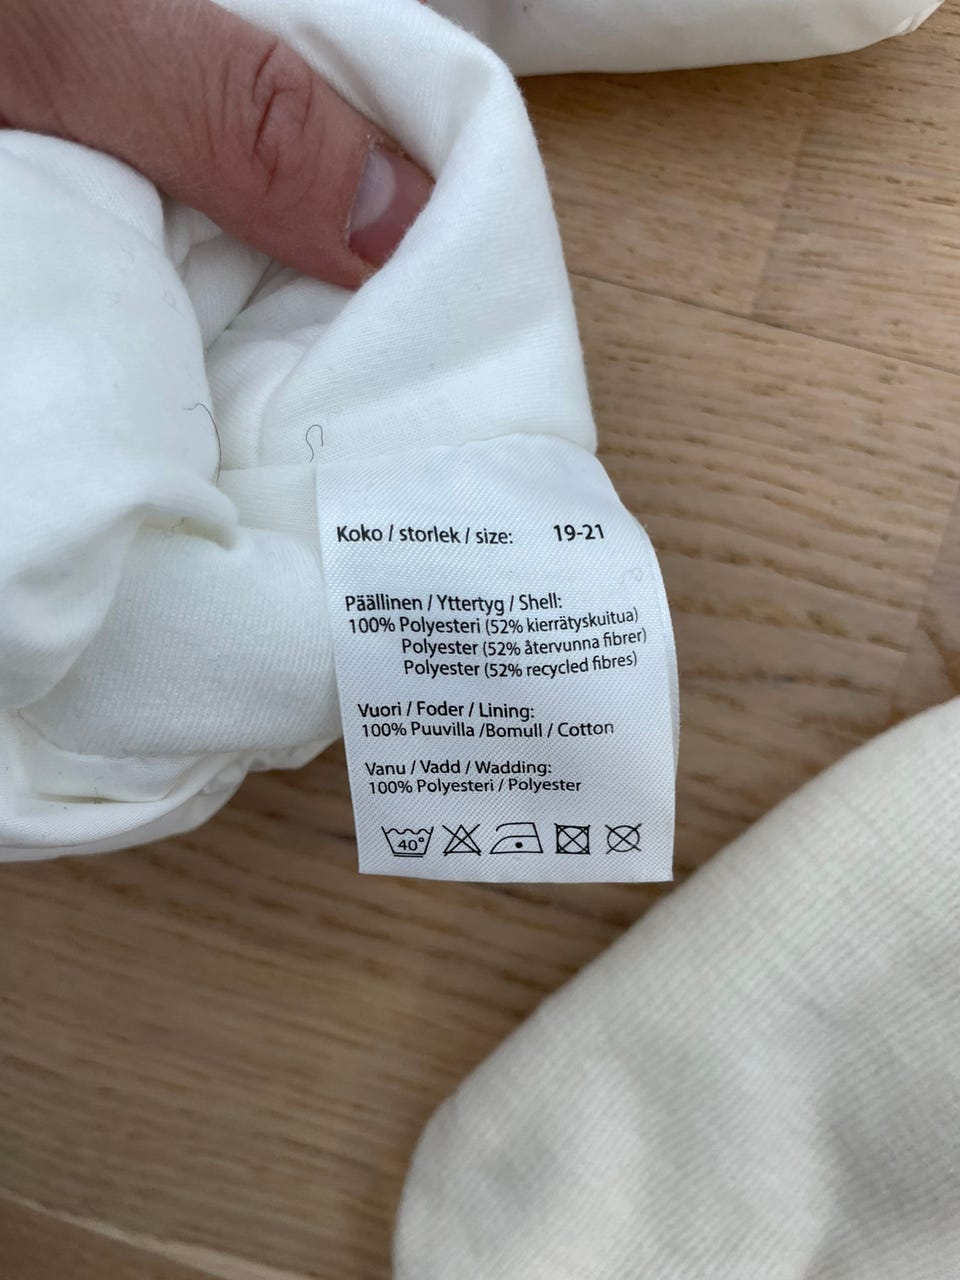 Koko / storlek / size: 19-21
Päällinen / Yttertyg / Shell:
100% Polyesteri (52% kierrätyskuitua)
Polyester (52% återvunna fibrer)
Polyester (52% recycled fibres)
Vuori / Foder / Lining:
100% Puuvilla /Bomull / Cotton
Vanu / Vadd / Wadding:
100% Polyesteri / Polyester
40°